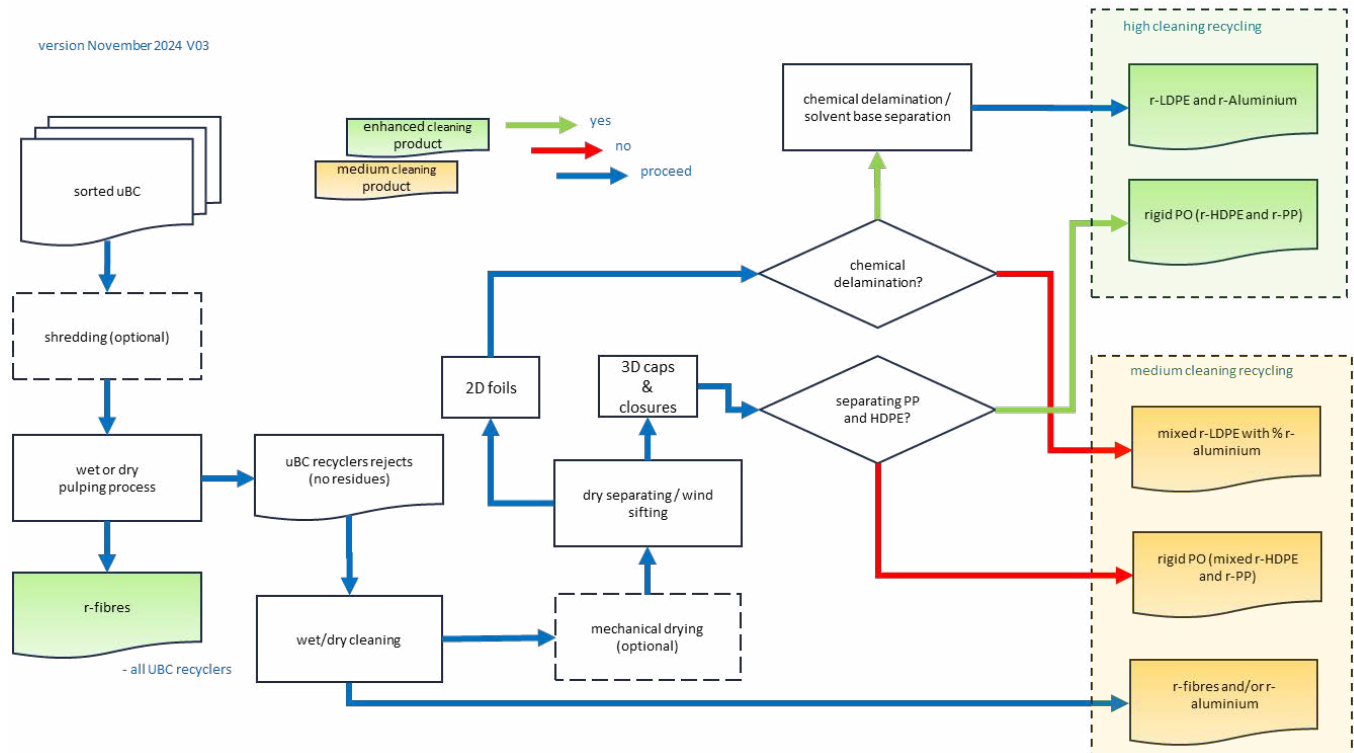 version November 2024 V03
high cleaning recycling
chemical delamination /
solvent base separation
r-LDPE and r-Aluminium
enhanced cleaning
product
yes
no
medium cleaning
product
proceed
sorted uBC
rigid PO (r-HDPE and r-PP)
chemical
delamination?
shredding (optional)
2D foils
3D caps
&
closures
medium cleaning recycling
separating PP
and HDPE?
mixed r-LDPE with % r-
aluminium
wet or dry
pulping process
uBC recyclers rejects
(no residues)
dry separating / wind
sifting
rigid PO (mixed r-HDPE
and r-PP)
r-fibres
wet/dry cleaning
mechanical drying
(optional)
- all UBC recyclers
r-fibres and/or r-
aluminium